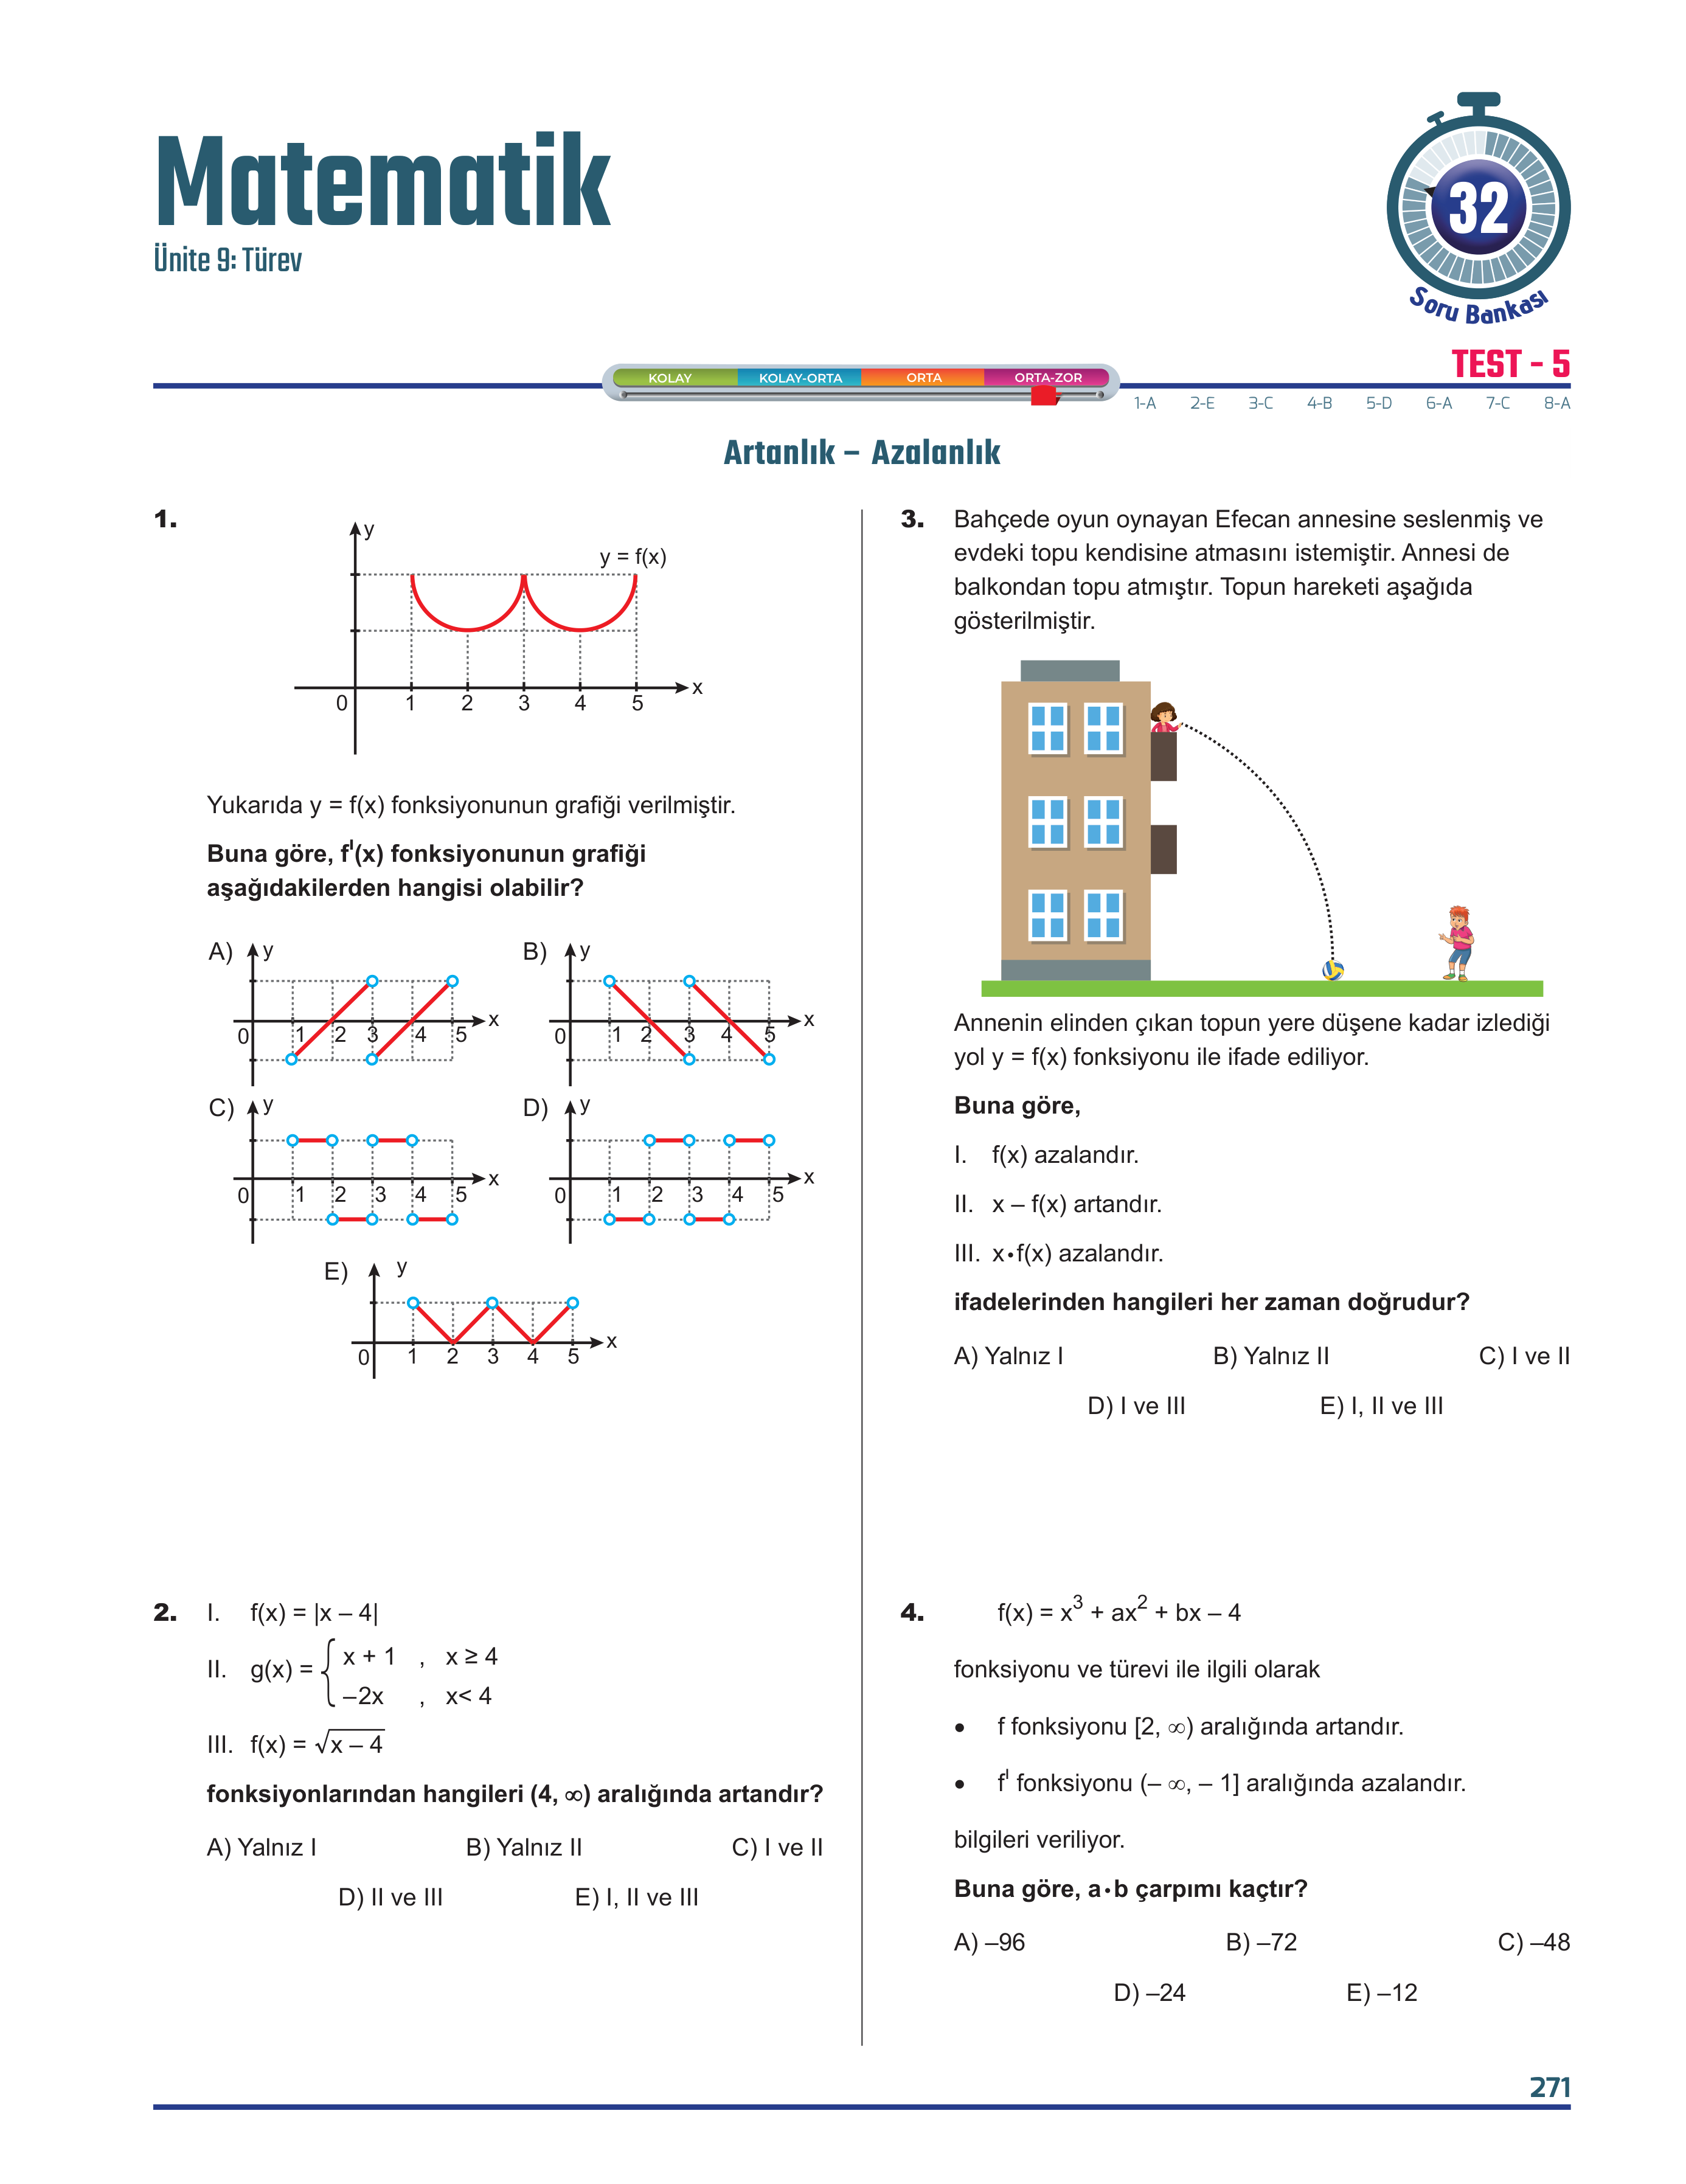 Matematik
Ünite 9: Türev
32
Soru Bankası
TEST - 5
KOLAY KOLAY-ORTA ORTA ORTA-ZOR
1-A 2-E 3-C 4-B 5-D 6-A 7-C 8-A
Artanlık – Azalanlık
1.
y
y = f(x)
x
0 1 2 3 4 5
Yukarıda y = f(x) fonksiyonunun grafiği verilmiştir.
Buna göre, fᴵ(x) fonksiyonunun grafiği
aşağıdakilerden hangisi olabilir?
A) y
x
0 1 2 3 4 5
B) y
x
0 1 2 3 4 5
C) y
x
0 1 2 3 4 5
D) y
x
0 1 2 3 4 5
E) y
x
0 1 2 3 4 5
2. I. f(x) = |x – 4|
II. g(x) = { x + 1 , x ≥ 4
–2x , x< 4
III. f(x) = √x – 4
fonksiyonlarından hangileri (4, ∞) aralığında artandır?
A) Yalnız I B) Yalnız II C) I ve II
D) II ve III E) I, II ve III
3. Bahçede oyun oynayan Efecan annesine seslenmiş ve
evdeki topu kendisine atmasını istemiştir. Annesi de
balkondan topu atmıştır. Topun hareketi aşağıda
gösterilmiştir.
Annenin elinden çıkan topun yere düşene kadar izlediği
yol y = f(x) fonksiyonu ile ifade ediliyor.
Buna göre,
I. f(x) azalandır.
II. x – f(x) artandır.
III. x•f(x) azalandır.
ifadelerinden hangileri her zaman doğrudur?
A) Yalnız I B) Yalnız II C) I ve II
D) I ve III E) I, II ve III
4. f(x) = x³ + ax² + bx – 4
fonksiyonu ve türevi ile ilgili olarak
• f fonksiyonu [2, ∞) aralığında artandır.
• fᴵ fonksiyonu (– ∞, – 1] aralığında azalandır.
bilgileri veriliyor.
Buna göre, a•b çarpımı kaçtır?
A) –96 B) –72 C) –48
D) –24 E) –12
271